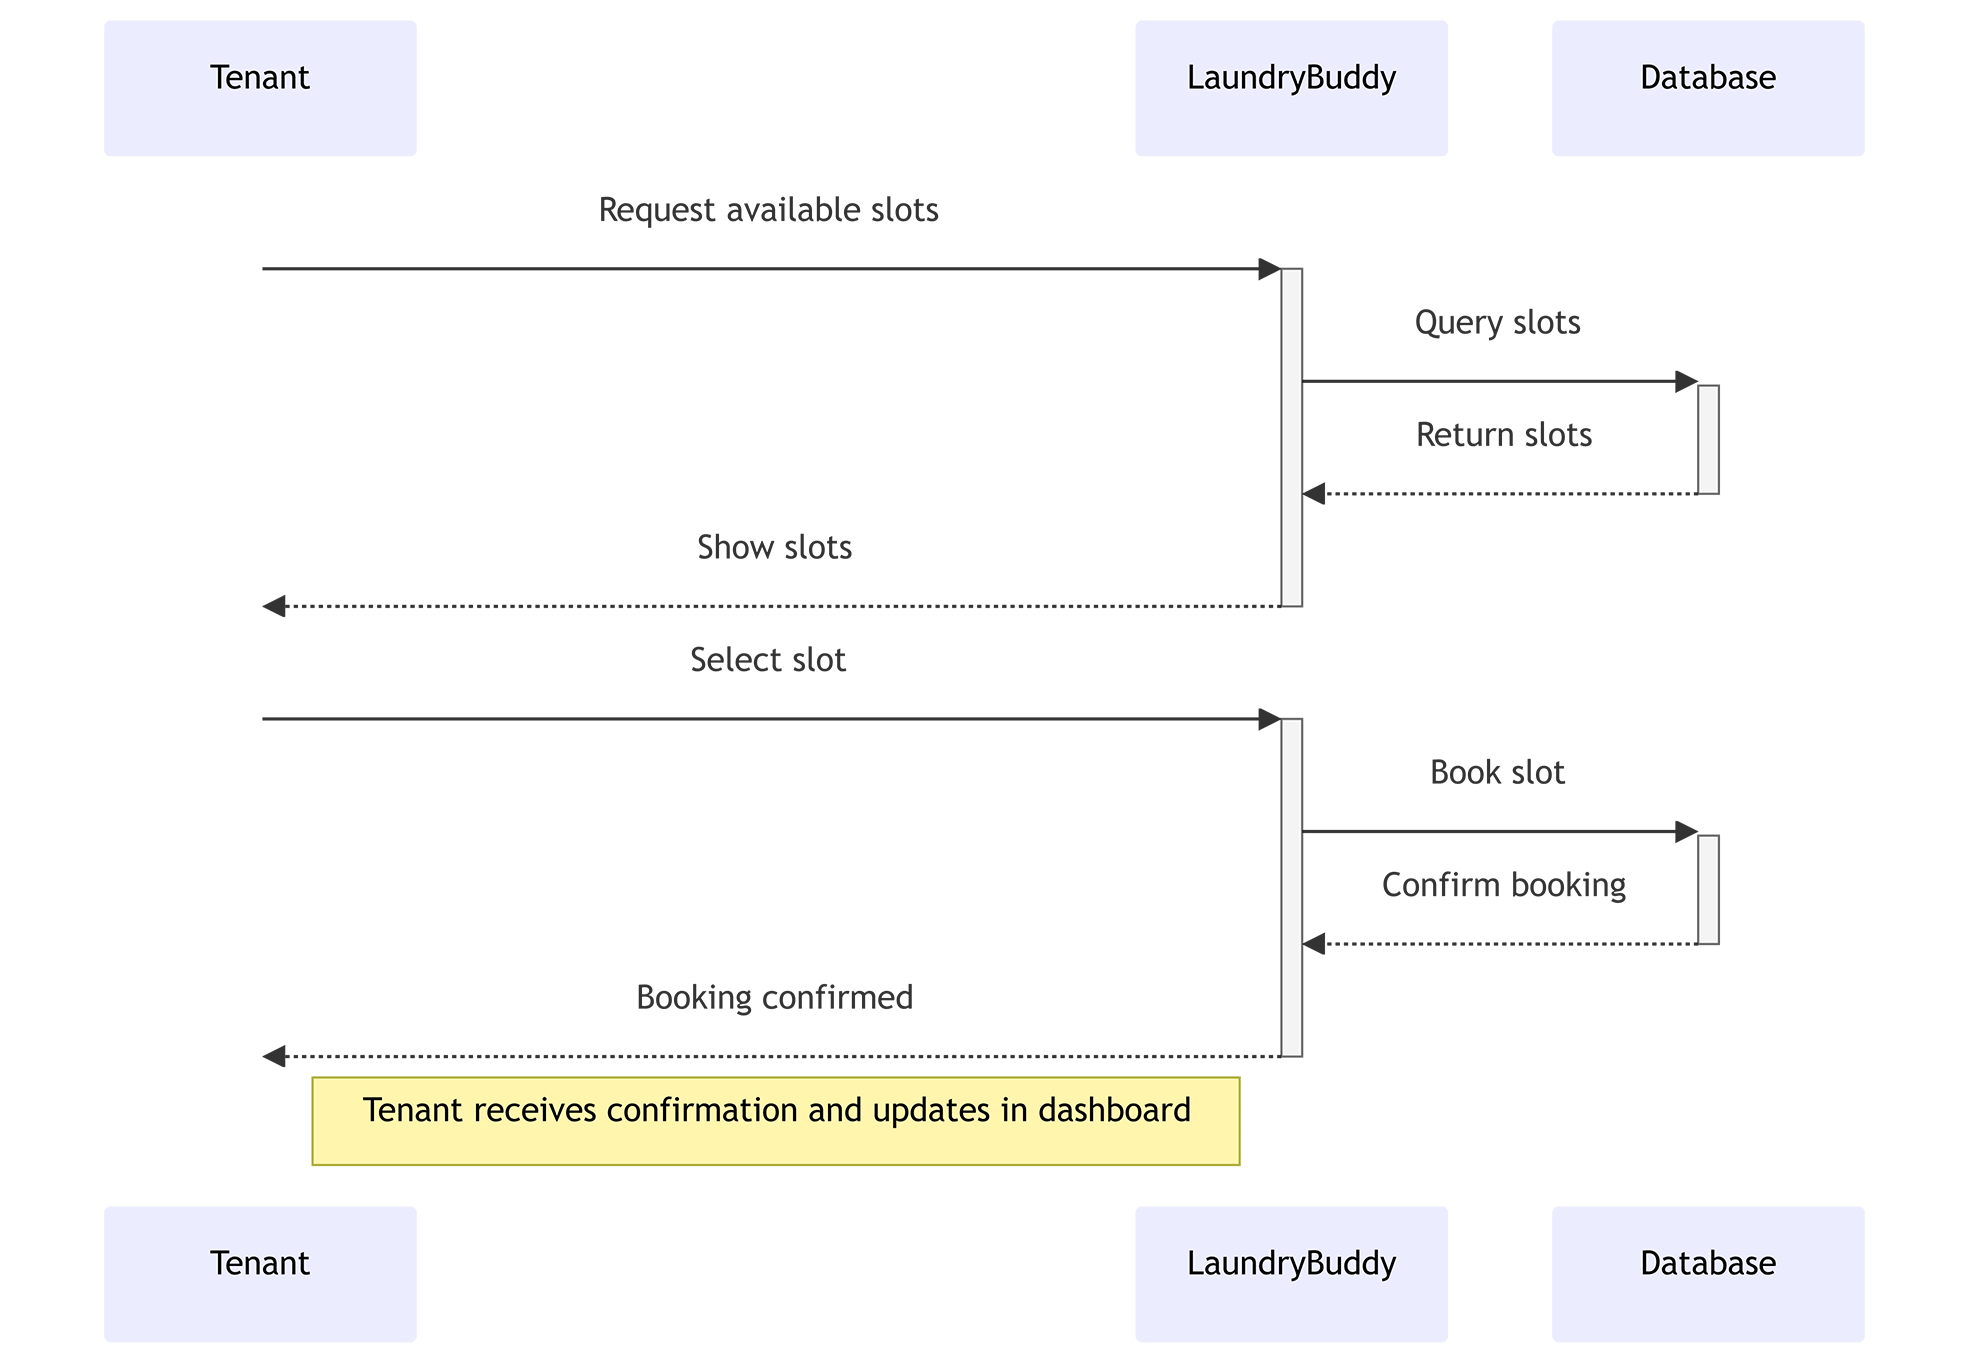 Tenant
LaundryBuddy
Database
Request available slots
Query slots
Return slots
Show slots
Select slot
Book slot
Confirm booking
Booking confirmed
Tenant receives confirmation and updates in dashboard
Tenant
LaundryBuddy
Database